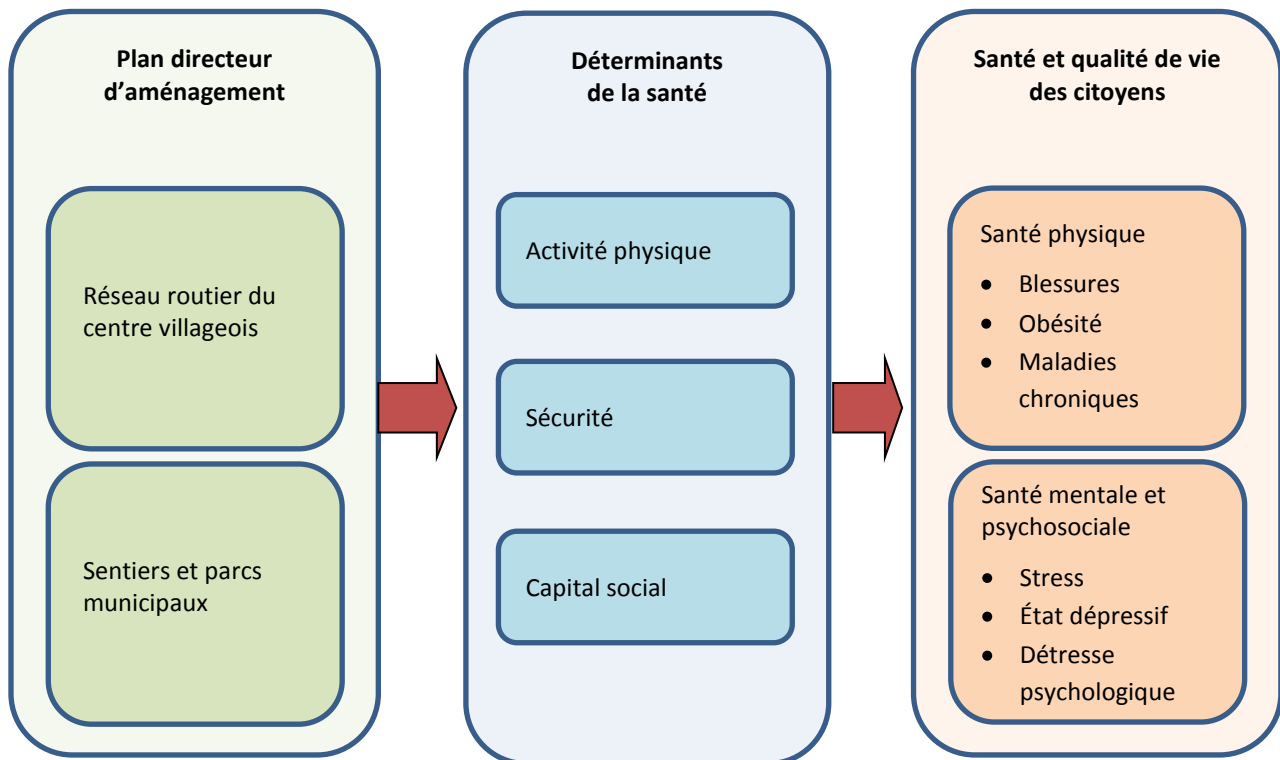 Plan directeur
d’aménagement
Réseau routier du
centre villageois
Sentiers et parcs
municipaux
Déterminants
de la santé
Activité physique
Sécurité
Capital social
Santé et qualité de vie
des citoyens
Santé physique
• Blessures
• Obésité
• Maladies
chroniques
Santé mentale et
psychosociale
• Stress
• État dépressif
• Détresse
psychologique